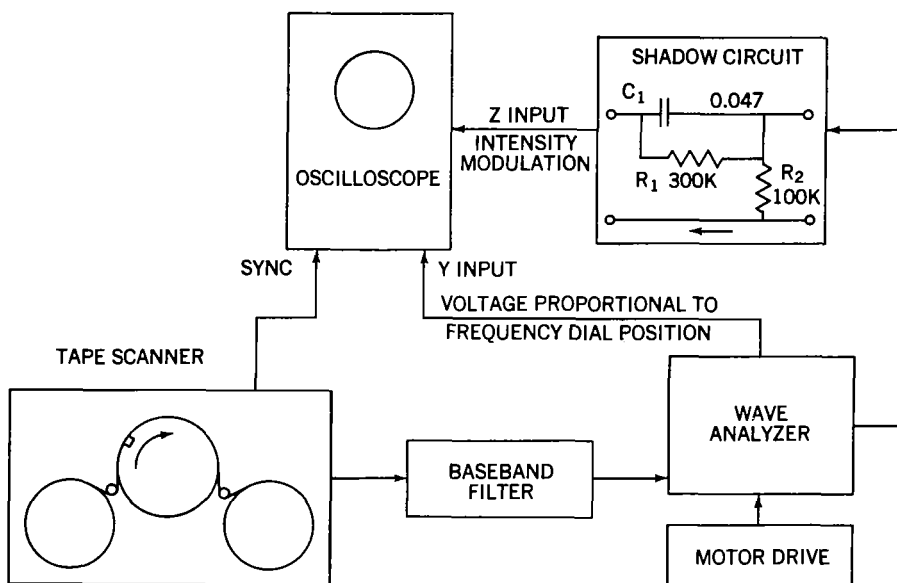 SHADOW CIRCUIT
C1
0.047
R1 300K
R2
100K
Z INPUT
INTENSITY
MODULATION
OSCILLOSCOPE
SYNC
Y INPUT
VOLTAGE PROPORTIONAL TO
FREQUENCY DIAL POSITION
TAPE SCANNER
WAVE
ANALYZER
BASEBAND
FILTER
MOTOR DRIVE